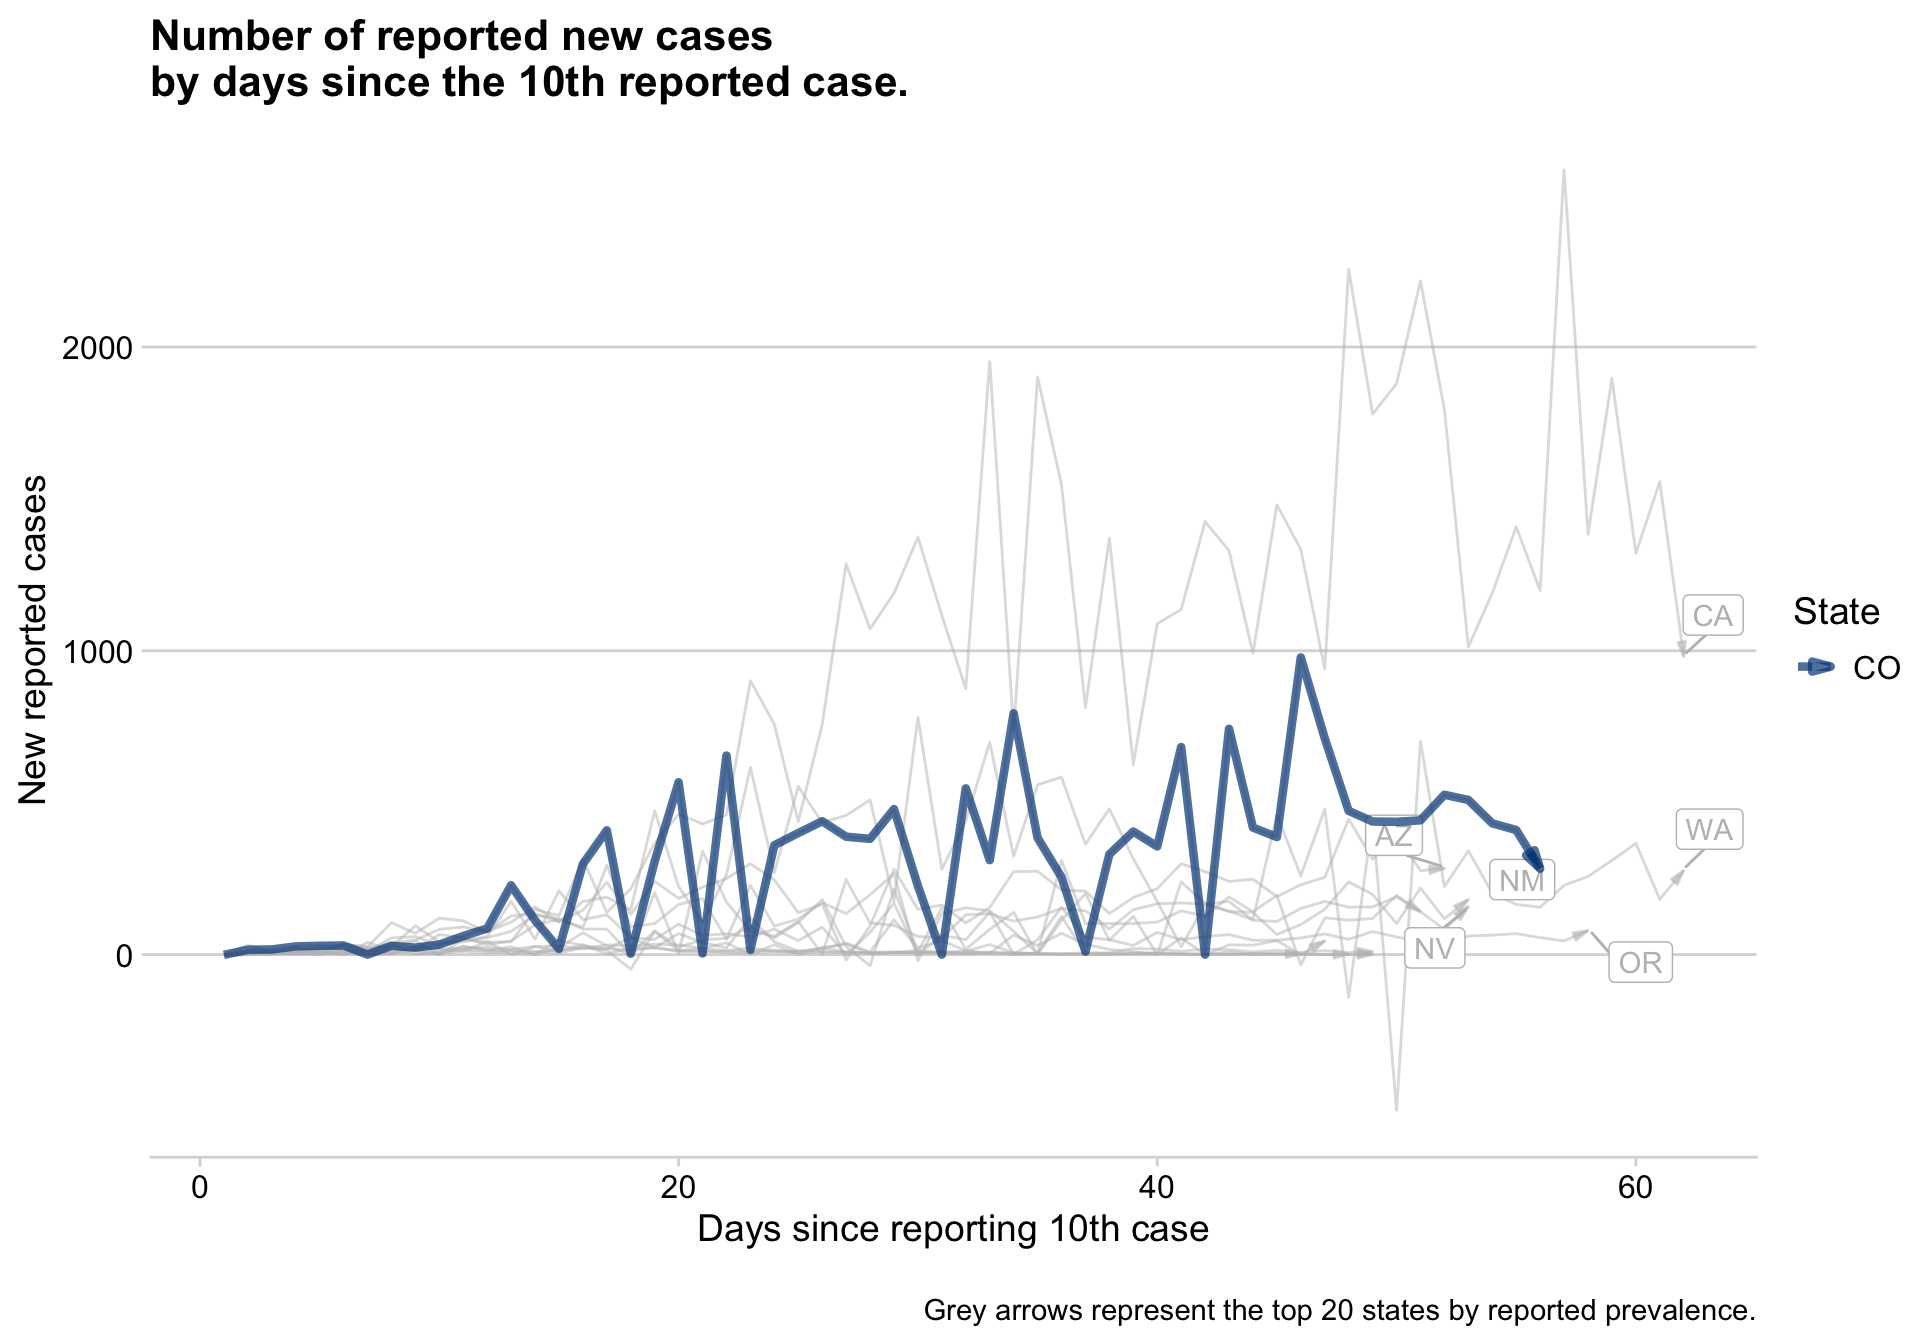 Number of reported new cases
by days since the 10th reported case.
New reported cases
2000
1000
0
CA
WA
AZ
NM
NV
OR
State
CO
0
20
40
60
Days since reporting 10th case
Grey arrows represent the top 20 states by reported prevalence.